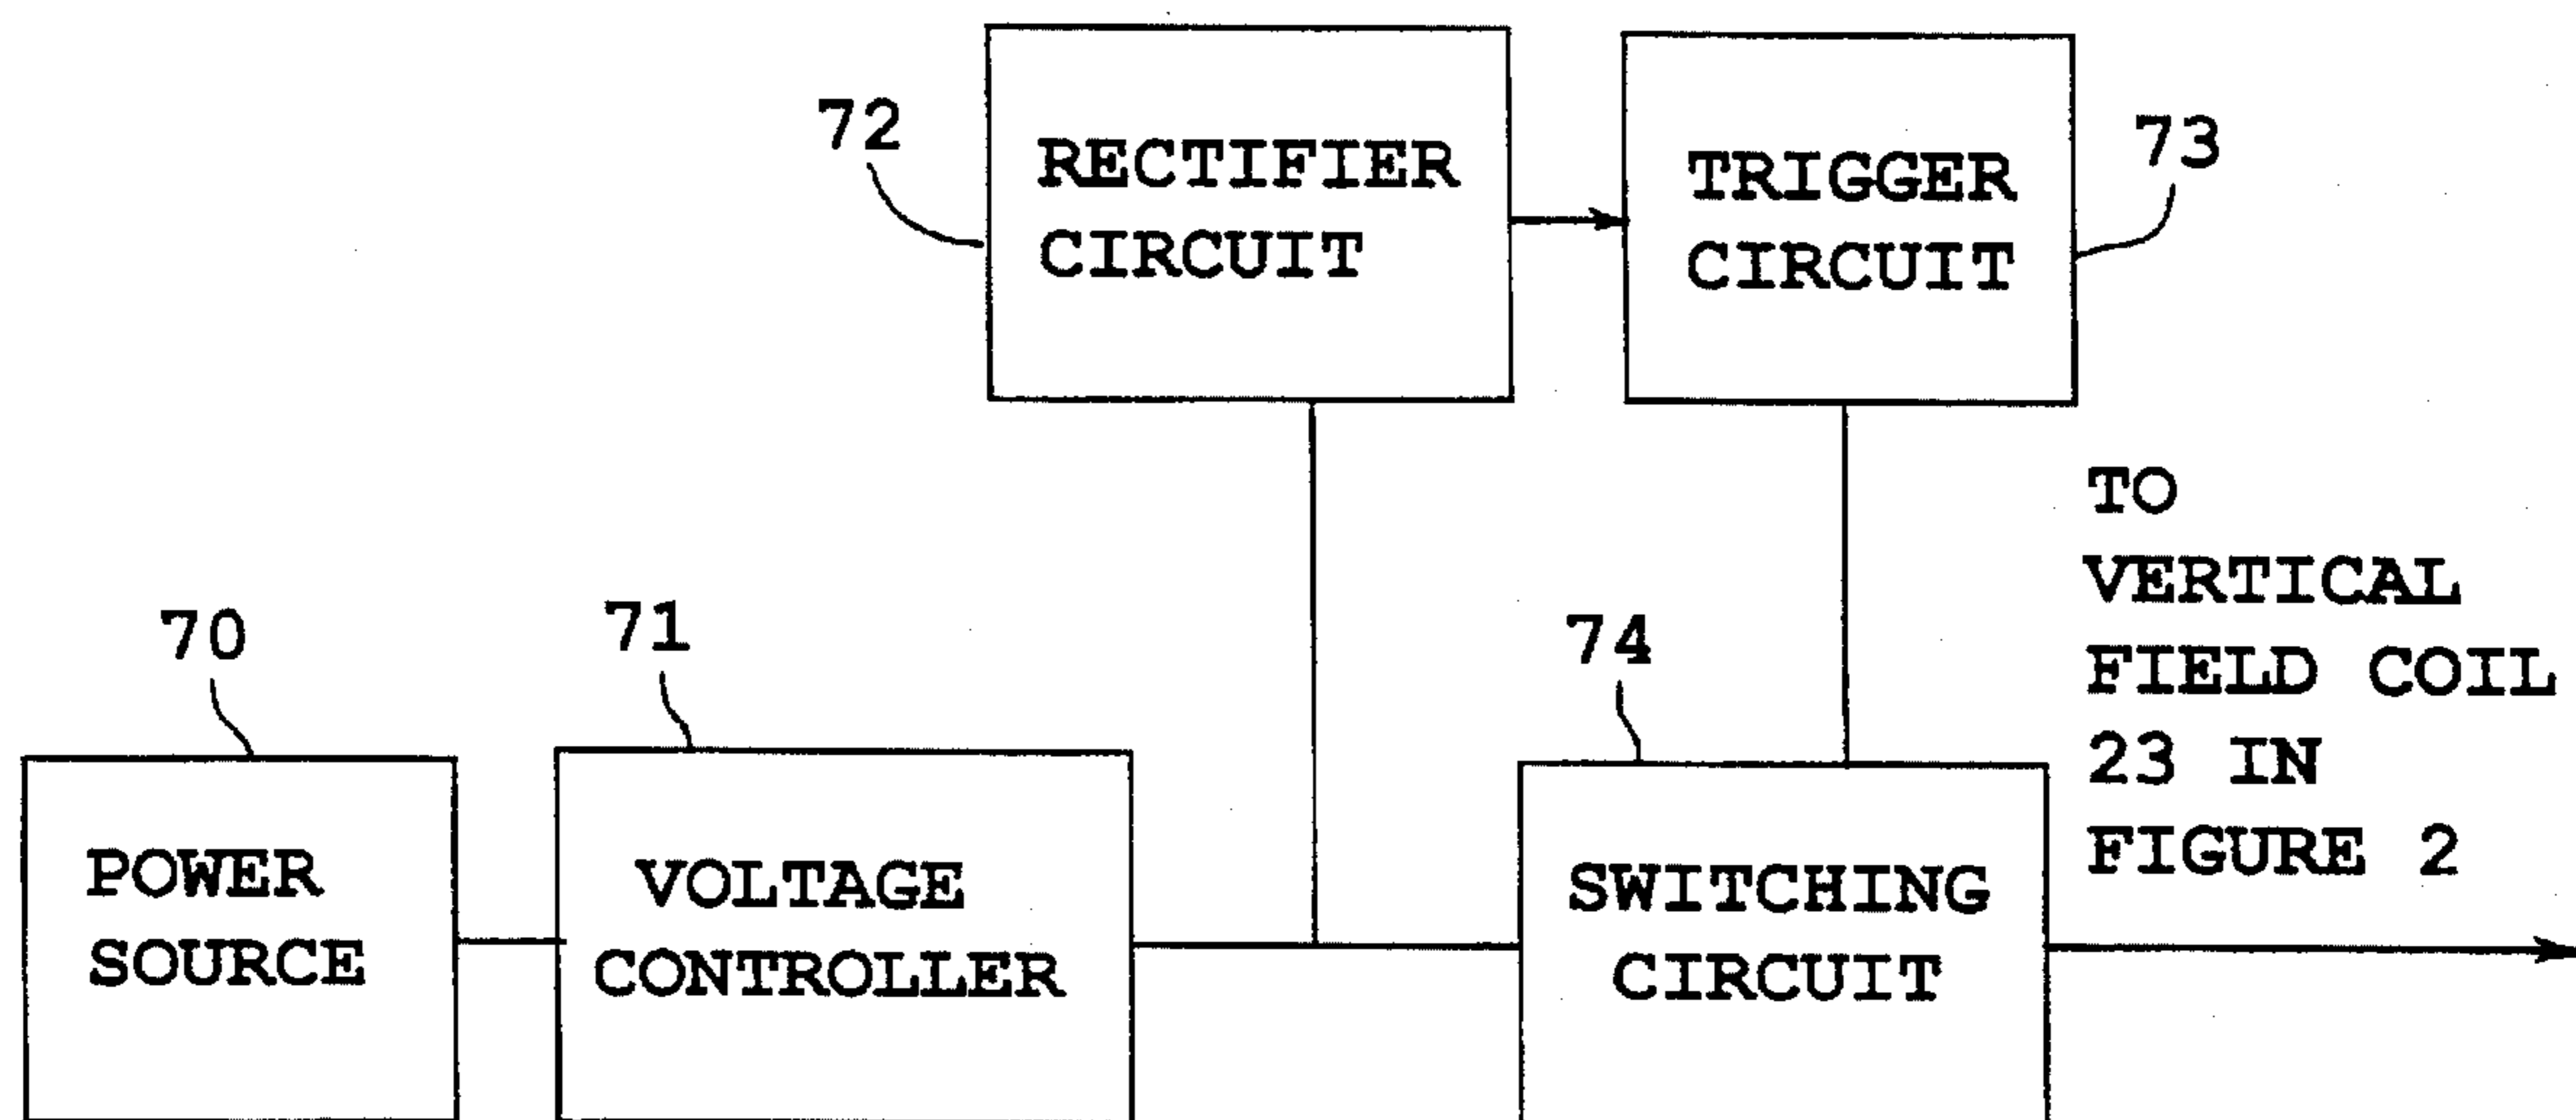 72
RECTIFIER
CIRCUIT
TRIGGER
CIRCUIT
73
TO
VERTICAL
FIELD COIL
23 IN
FIGURE 2
70
POWER
SOURCE
71
VOLTAGE
CONTROLLER
74
SWITCHING
CIRCUIT